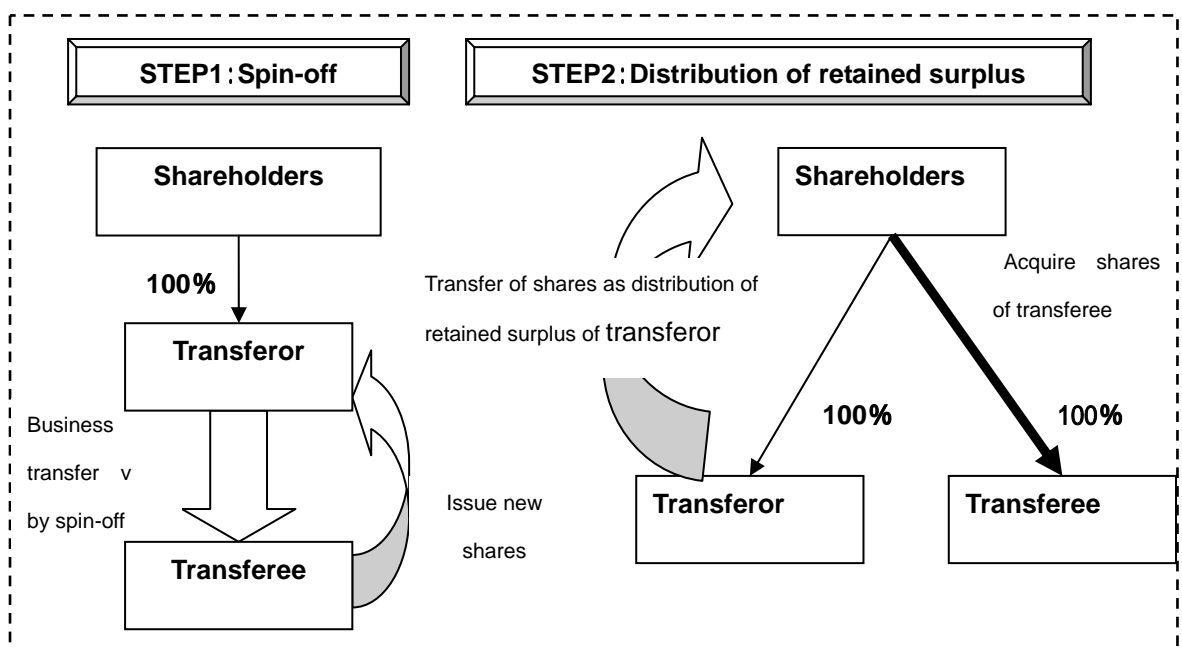 STEP1:Spin-off
Shareholders
100%
Transferor
Business
transfer v
by spin-off
Issue new
shares
Transferee
STEP2:Distribution of retained surplus
Shareholders
Transfer of shares as distribution of
retained surplus of transferor
Acquire shares
of transferee
100%
100%
Transferor
Transferee